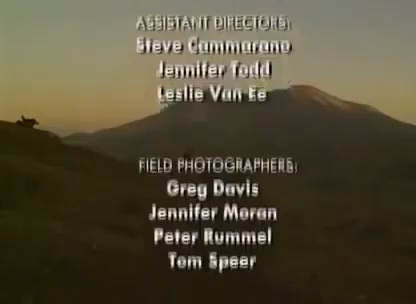 ASSISTANT DIRECTORS:
Steve Cammarano
Jennifer Todd
Leslie Van Ee
FIELD PHOTOGRAPHERS:
Greg Davis
Jennifer Moran
Peter Rummel
Tom Speer